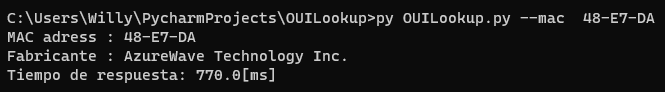 C:\Users\Willy\PycharmProjects\OUILookup>py OUILookup.py --mac  48-E7-DA
MAC adress : 48-E7-DA
Fabricante : AzureWave Technology Inc.
Tiempo de respuesta: 770.0[ms]